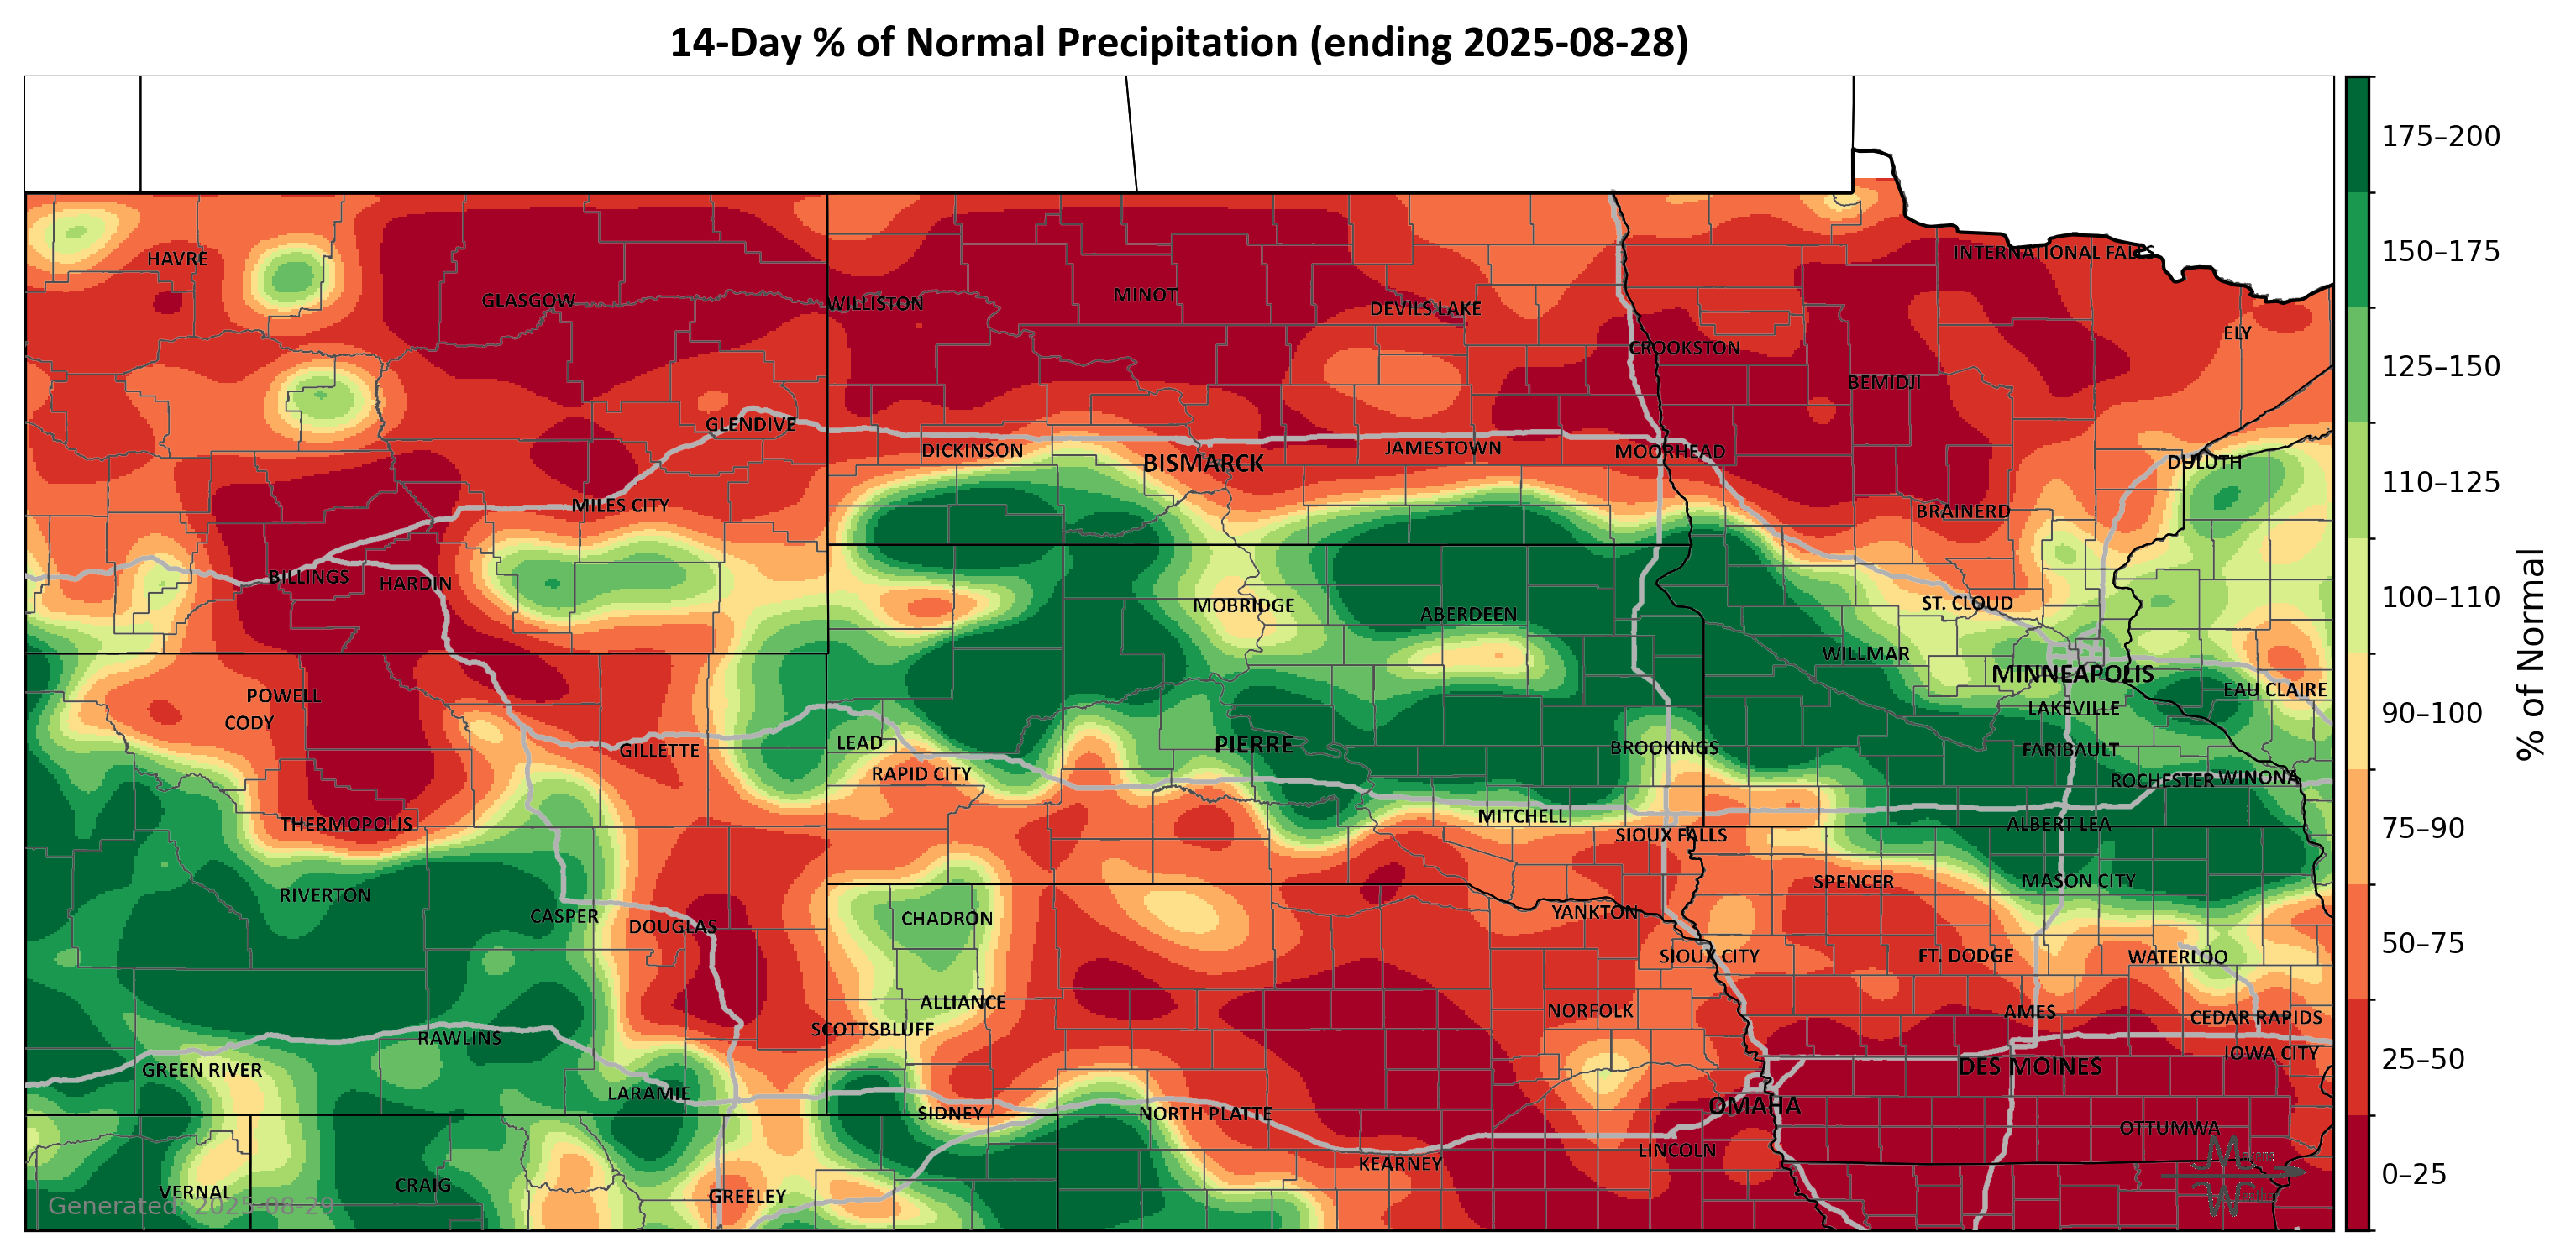 14-Day % of Normal Precipitation (ending 2025-08-28)
175–200
150–175
125–150
110–125
100–110
90–100
75–90
50–75
25–50
0–25
% of Normal
HAVRE
INTERNATIONAL FALLS
GLASGOW
WILLISTON
MINOT
DEVILS LAKE
ELY
CROOKSTON
BEMIDJI
GLENDIVE
DICKINSON
BISMARCK
JAMESTOWN
MOORHEAD
DULUTH
MILES CITY
BRAINERD
BILLINGS
HARDIN
MOBRIDGE
ABERDEEN
ST. CLOUD
WILLMAR
MINNEAPOLIS
POWELL
EAU CLAIRE
CODY
LAKEVILLE
GILLETTE
LEAD
PIERRE
BROOKINGS
FARIBAULT
RAPID CITY
ROCHESTER
WINONA
THERMOPOLIS
MITCHELL
ALBERT LEA
SIOUX FALLS
RIVERTON
SPENCER
MASON CITY
CASPER
DOUGLAS
CHADRON
YANKTON
SIOUX CITY
FT. DODGE
WATERLOO
ALLIANCE
NORFOLK
AMES
CEDAR RAPIDS
SCOTTSBLUFF
RAWLINS
IOWA CITY
GREEN RIVER
DES MOINES
LARAMIE
SIDNEY
NORTH PLATTE
OMAHA
OTTUMWA
LINCOLN
KEARNEY
VERNAL
CRAIG
GREELEY
Generated: 2025-08-29